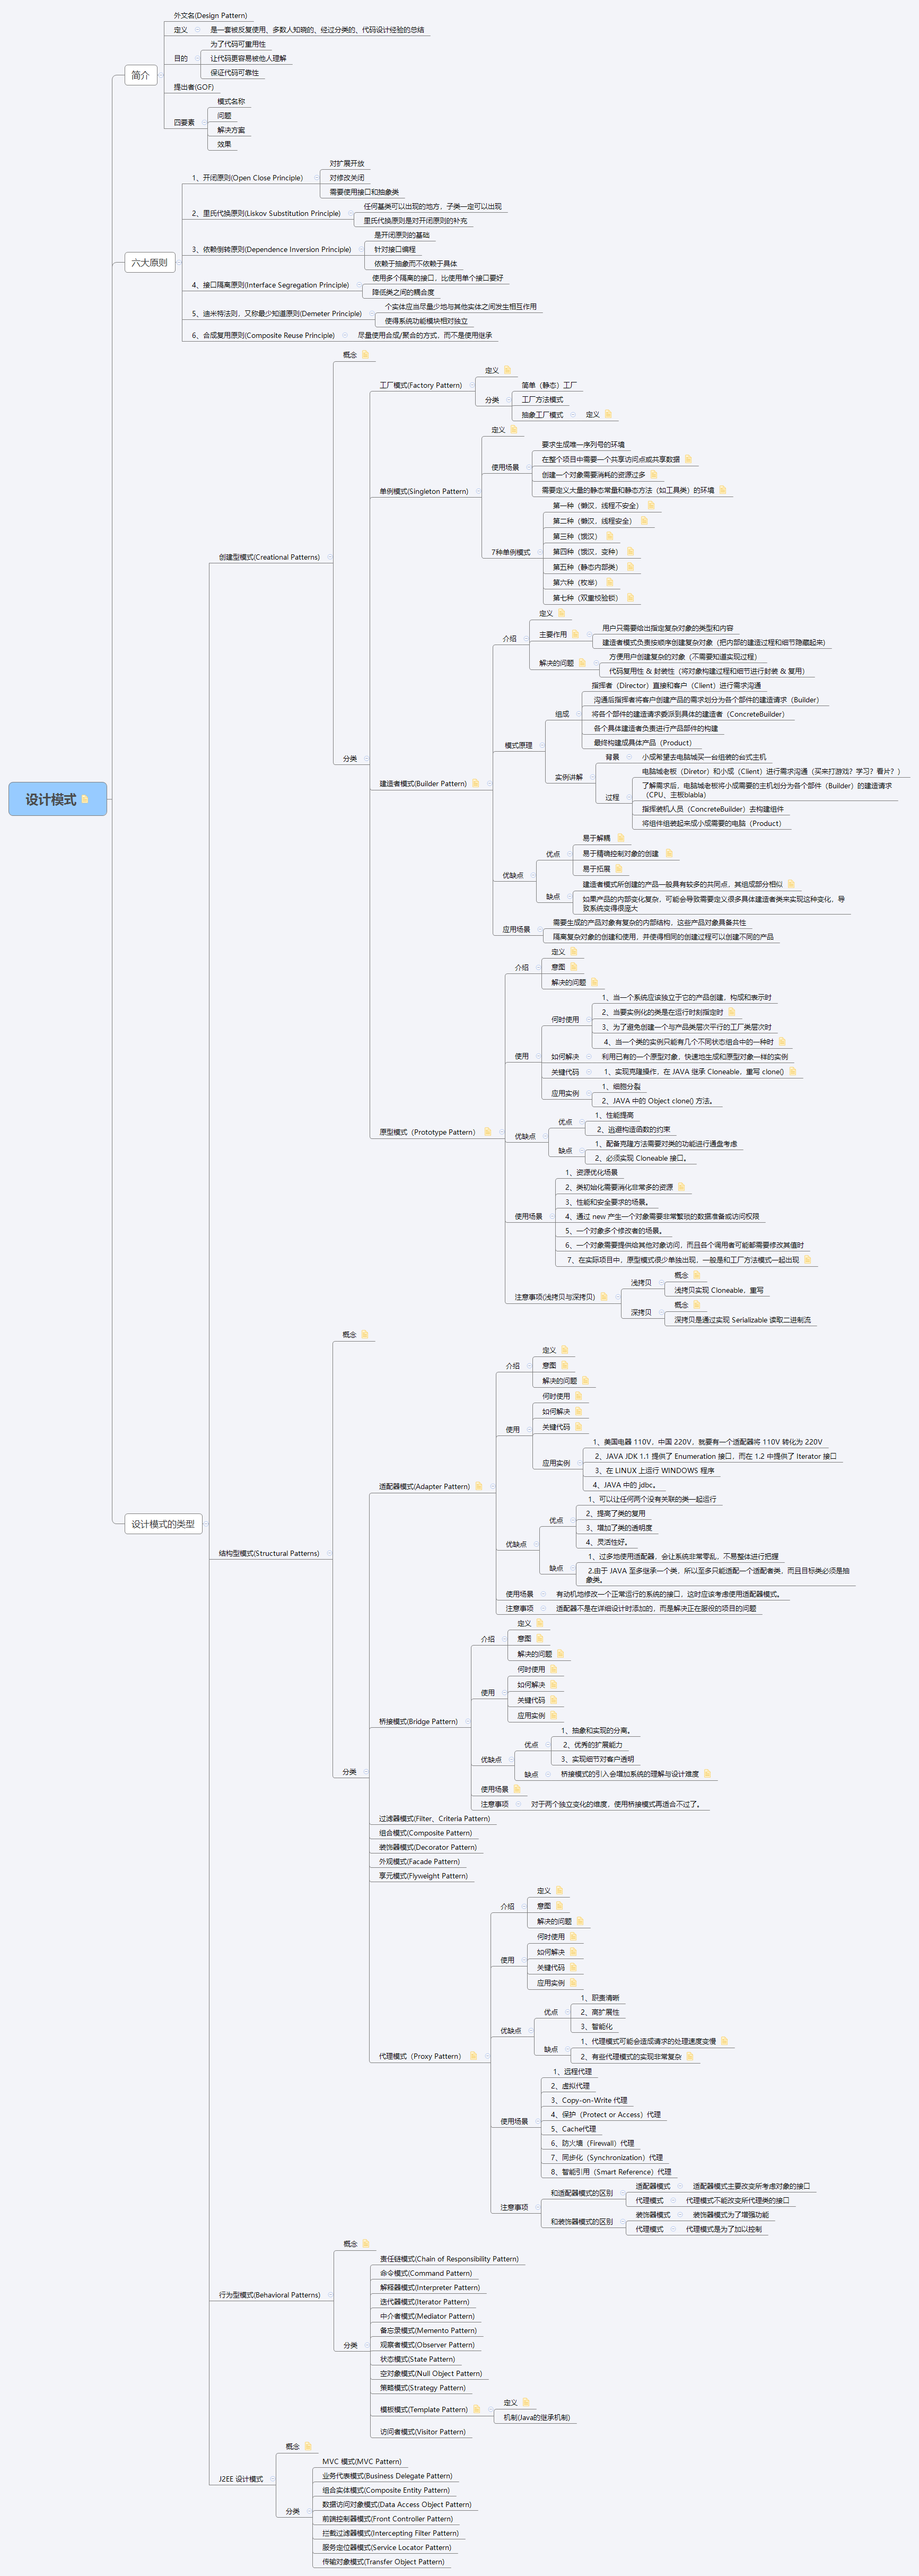 设计模式
简介
外文名(Design Pattern)
定义
是一套被反复使用、多数人知晓的、经过分类的、代码设计经验的总结
目的
为了代码可重用性
让代码更容易被他人理解
保证代码可靠性
提出者(GOF)
四要素
模式名称
问题
解决方案
效果
六大原则
1、开闭原则(Open Close Principle)
对扩展开放
对修改关闭
需要使用接口和抽象类
2、里氏代换原则(Liskov Substitution Principle)
任何基类可以出现的地方，子类一定可以出现
里氏代换原则是对开闭原则的补充
3、依赖倒转原则(Dependence Inversion Principle)
是开闭原则的基础
针对接口编程
依赖于抽象而不依赖于具体
4、接口隔离原则(Interface Segregation Principle)
使用多个隔离的接口，比使用单个接口要好
降低类之间的耦合度
5、迪米特法则，又称最少知道原则(Demeter Principle)
个实体应当尽量少地与其他实体之间发生相互作用
使得系统功能模块相对独立
6、合成复用原则(Composite Reuse Principle)
尽量使用合成/聚合的方式，而不是使用继承
设计模式的类型
创建型模式(Creational Patterns)
概念
分类
工厂模式(Factory Pattern)
定义
分类
简单（静态）工厂
工厂方法模式
抽象工厂模式
定义
单例模式(Singleton Pattern)
定义
使用场景
要求生成唯一序列号的环境
在整个项目中需要一个共享访问点或共享数据
创建一个对象需要消耗的资源过多
需要定义大量的静态常量和静态方法（如工具类）的环境
7种单例模式
第一种（懒汉，线程不安全）
第二种（懒汉，线程安全）
第三种（饿汉）
第四种（饿汉，变种）
第五种（静态内部类）
第六种（枚举）
第七种（双重校验锁）
建造者模式(Builder Pattern)
介绍
定义
主要作用
用户只需要给出指定复杂对象的类型和内容
建造者模式负责按顺序创建复杂对象（把内部的建造过程和细节隐藏起来)
解决的问题
方便用户创建复杂的对象（不需要知道实现过程）
代码复用性 & 封装性（将对象构建过程和细节进行封装 & 复用）
模式原理
组成
指挥者（Director）直接和客户（Client）进行需求沟通
沟通后指挥者将客户创建产品的需求划分为各个部件的建造请求（Builder）
将各个部件的建造请求委派到具体的建造者（ConcreteBuilder）
各个具体建造者负责进行产品部件的构建
最终构建成具体产品（Product）
实例讲解
背景
小成希望去电脑城买一台组装的台式主机
过程
电脑城老板（Diretor）和小成（Client）进行需求沟通（买来打游戏？学习？看片？）
了解需求后，电脑城老板将小成需要的主机划分为各个部件（Builder）的建造请求
（CPU、主板blabla）
指挥装机人员（ConcreteBuilder）去构建组件
将组件组装起来成小成需要的电脑（Product）
优缺点
优点
易于解耦
易于精确控制对象的创建
易于拓展
缺点
建造者模式所创建的产品一般具有较多的共同点，其组成部分相似
如果产品的内部变化复杂，可能会导致需要定义很多具体建造者类来实现这种变化，导
致系统变得很庞大
应用场景
需要生成的产品对象有复杂的内部结构，这些产品对象具备共性
隔离复杂对象的创建和使用，并使得相同的创建过程可以创建不同的产品
原型模式（Prototype Pattern）
介绍
定义
意图
解决的问题
使用
何时使用
1、当一个系统应该独立于它的产品创建，构成和表示时
2、当要实例化的类是在运行时刻指定时
3、为了避免创建一个与产品类层次平行的工厂类层次时
4、当一个类的实例只能有几个不同状态组合中的一种时
如何解决
利用已有的一个原型对象，快速地生成和原型对象一样的实例
关键代码
1、实现克隆操作，在 JAVA 继承 Cloneable，重写 clone()
应用实例
1、细胞分裂
2、JAVA 中的 Object clone() 方法。
优缺点
优点
1、性能提高
2、逃避构造函数的约束
缺点
1、配备克隆方法需要对类的功能进行通盘考虑
2、必须实现 Cloneable 接口。
使用场景
1、资源优化场景
2、类初始化需要消化非常多的资源
3、性能和安全要求的场景。
4、通过 new 产生一个对象需要非常繁琐的数据准备或访问权限
5、一个对象多个修改者的场景。
6、一个对象需要提供给其他对象访问，而且各个调用者可能都需要修改其值时
7、在实际项目中，原型模式很少单独出现，一般是和工厂方法模式一起出现
注意事项(浅拷贝与深拷贝)
浅拷贝
概念
浅拷贝实现 Cloneable，重写
深拷贝
概念
深拷贝是通过实现 Serializable 读取二进制流
结构型模式(Structural Patterns)
概念
分类
适配器模式(Adapter Pattern)
介绍
定义
意图
解决的问题
使用
何时使用
如何解决
关键代码
应用实例
1、美国电器 110V，中国 220V，就要有一个适配器将 110V 转化为 220V
2、JAVA JDK 1.1 提供了 Enumeration 接口，而在 1.2 中提供了 Iterator 接口
3、在 LINUX 上运行 WINDOWS 程序
4、JAVA 中的 jdbc。
优缺点
优点
1、可以让任何两个没有关联的类一起运行
2、提高了类的复用
3、增加了类的透明度
4、灵活性好。
缺点
1、过多地使用适配器，会让系统非常零乱，不易整体进行把握
2.由于 JAVA 至多继承一个类，所以至多只能适配一个适配者类，而且目标类必须是抽
象类。
使用场景
有动机地修改一个正常运行的系统的接口，这时应该考虑使用适配器模式。
注意事项
适配器不是在详细设计时添加的，而是解决正在服役的项目的问题
桥接模式(Bridge Pattern)
介绍
定义
意图
解决的问题
使用
何时使用
如何解决
关键代码
应用实例
优缺点
优点
1、抽象和实现的分离。
2、优秀的扩展能力
3、实现细节对客户透明
缺点
桥接模式的引入会增加系统的理解与设计难度
使用场景
注意事项
对于两个独立变化的维度，使用桥接模式再适合不过了。
过滤器模式(Filter、Criteria Pattern)
组合模式(Composite Pattern)
装饰器模式(Decorator Pattern)
外观模式(Facade Pattern)
享元模式(Flyweight Pattern)
代理模式（Proxy Pattern）
介绍
定义
意图
解决的问题
使用
何时使用
如何解决
关键代码
应用实例
优缺点
优点
1、职责清晰
2、高扩展性
3、智能化
缺点
1、代理模式可能会造成请求的处理速度变慢
2、有些代理模式的实现非常复杂
使用场景
1、远程代理
2、虚拟代理
3、Copy-on-Write 代理
4、保护（Protect or Access）代理
5、Cache代理
6、防火墙（Firewall）代理
7、同步化（Synchronization）代理
8、智能引用（Smart Reference）代理
注意事项
和适配器模式的区别
适配器模式
适配器模式主要改变所考虑对象的接口
代理模式
代理模式不能改变所代理类的接口
和装饰器模式的区别
装饰器模式
装饰器模式为了增强功能
代理模式
代理模式是为了加以控制
行为型模式(Behavioral Patterns)
概念
分类
责任链模式(Chain of Responsibility Pattern)
命令模式(Command Pattern)
解释器模式(Interpreter Pattern)
迭代器模式(Iterator Pattern)
中介者模式(Mediator Pattern)
备忘录模式(Memento Pattern)
观察者模式(Observer Pattern)
状态模式(State Pattern)
空对象模式(Null Object Pattern)
策略模式(Strategy Pattern)
模板模式(Template Pattern)
定义
机制(Java的继承机制)
访问者模式(Visitor Pattern)
J2EE 设计模式
概念
分类
MVC 模式(MVC Pattern)
业务代表模式(Business Delegate Pattern)
组合实体模式(Composite Entity Pattern)
数据访问对象模式(Data Access Object Pattern)
前端控制器模式(Front Controller Pattern)
拦截过滤器模式(Intercepting Filter Pattern)
服务定位器模式(Service Locator Pattern)
传输对象模式(Transfer Object Pattern)